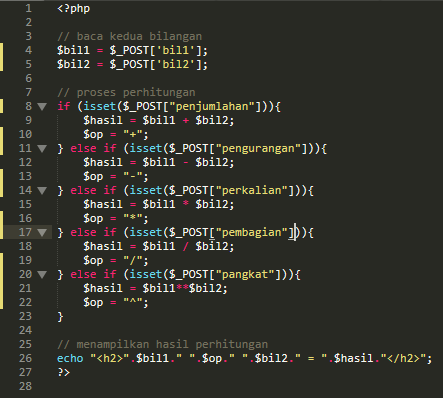 1 <?php
2
3 // baca kedua bilangan
4 $bil1 = $_POST['bil1'];
5 $bil2 = $_POST['bil2'];
6
7 // proses perhitungan
8 if (isset($_POST["penjumlahan"])){
9 $hasil = $bil1 + $bil2;
10 $op = "+";
11 } else if (isset($_POST["pengurangan"])){
12 $hasil = $bil1 - $bil2;
13 $op = "-";
14 } else if (isset($_POST["perkalian"])){
15 $hasil = $bil1 * $bil2;
16 $op = "*";
17 } else if (isset($_POST["pembagian"])){
18 $hasil = $bil1 / $bil2;
19 $op = "/";
20 } else if (isset($_POST["pangkat"])){
21 $hasil = $bil1**$bil2;
22 $op = "^";
23 }
24
25 // menampilkan hasil perhitungan
26 echo "<h2>".$bil1." ".$op." ".$bil2." = ".$hasil."</h2>";
27 ?>
28